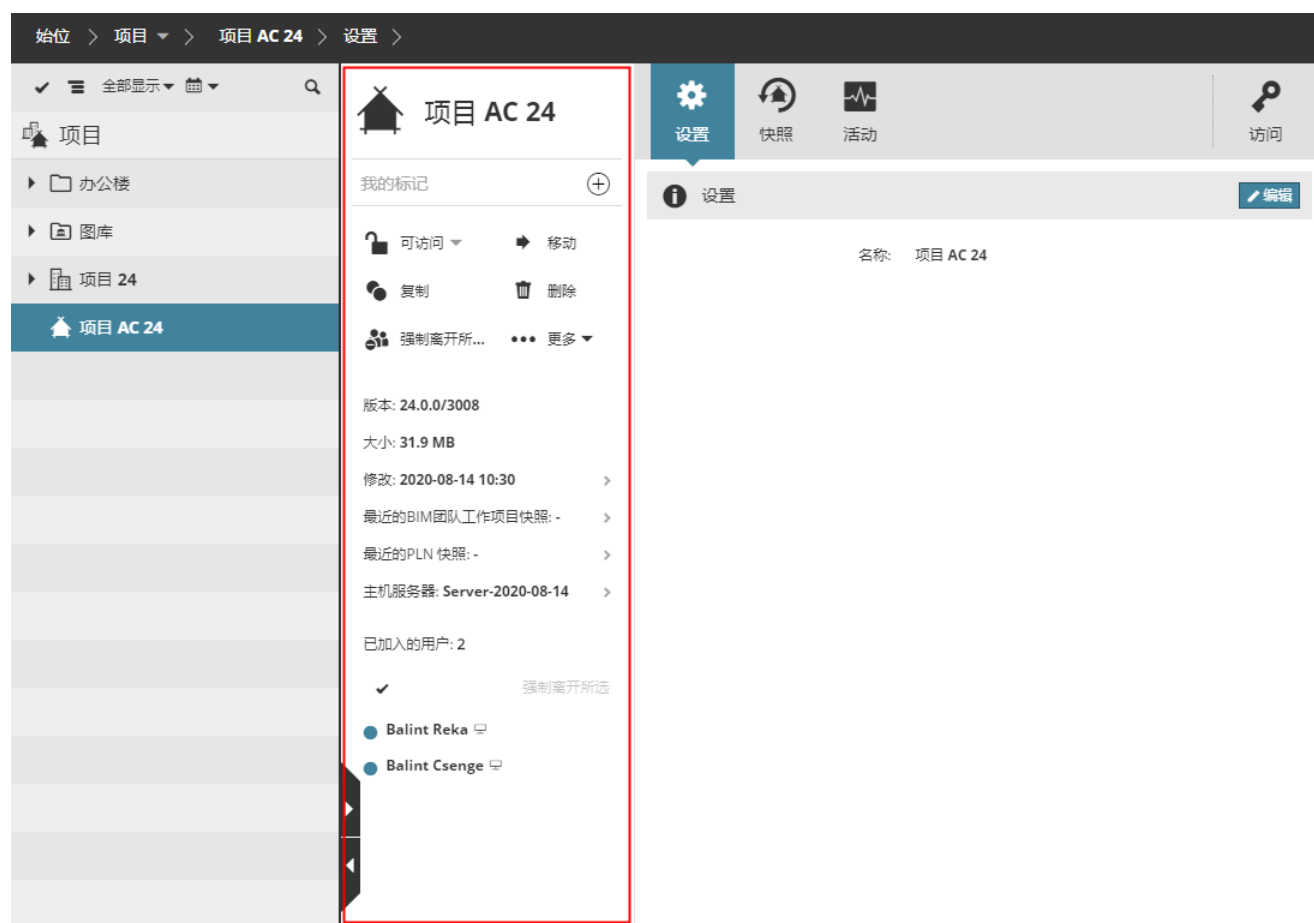 始位 > 项目 > 项目 AC 24 > 设置 >
全部显示
项目
办公楼
图库
项目 24
项目 AC 24
项目 AC 24
我的标记
可访问 移动
复制 删除
强制离开所... 更多
版本: 24.0.0/3008
大小: 31.9 MB
修改: 2020-08-14 10:30
最近的BIM团队工作项目快照: -
最近的PLN 快照: -
主机服务器: Server-2020-08-14
已加入的用户: 2
强制离开所选
Balint Reka
Balint Csenge
设置 快照 活动 访问
设置 编辑
名称: 项目 AC 24